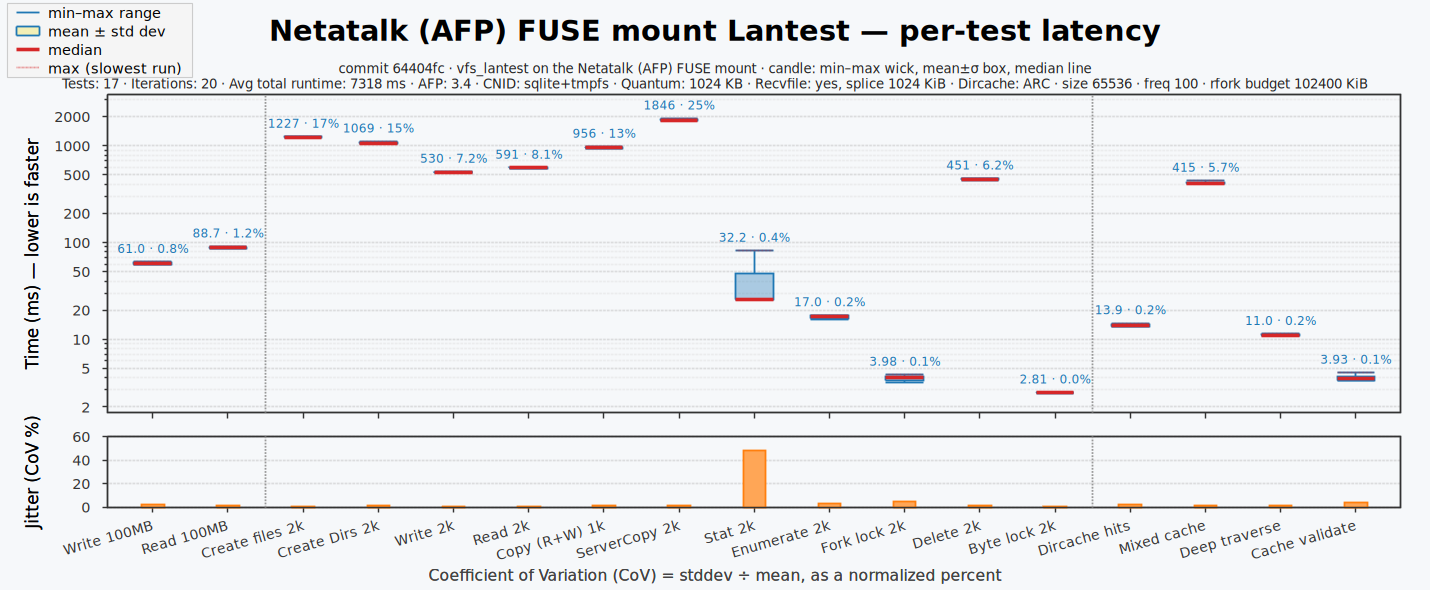 min–max range
mean ± std dev
median
max (slowest run)
Netatalk (AFP) FUSE mount Lantest — per-test latency
commit 64404fc · vfs_lantest on the Netatalk (AFP) FUSE mount · candle: min–max wick, mean±σ box, median line
Tests: 17 · Iterations: 20 · Avg total runtime: 7318 ms · AFP: 3.4 · CNID: sqlite+tmpfs · Quantum: 1024 KB · Recvfile: yes, splice 1024 KiB · Dircache: ARC · size 65536 · freq 100 · rfork budget 102400 KiB
Time (ms) — lower is faster
2000
1000
500
200
100
50
20
10
5
2
61.0 · 0.8%
88.7 · 1.2%
1227 · 17%
1069 · 15%
530 · 7.2%
591 · 8.1%
956 · 13%
1846 · 25%
32.2 · 0.4%
17.0 · 0.2%
3.98 · 0.1%
451 · 6.2%
2.81 · 0.0%
13.9 · 0.2%
415 · 5.7%
11.0 · 0.2%
3.93 · 0.1%
Jitter (CoV %)
60
40
20
0
Write 100MB
Read 100MB
Create files 2k
Create Dirs 2k
Write 2k
Read 2k
Copy (R+W) 1k
ServerCopy 2k
Stat 2k
Enumerate 2k
Fork lock 2k
Delete 2k
Byte lock 2k
Dircache hits
Mixed cache
Deep traverse
Cache validate
Coefficient of Variation (CoV) = stddev ÷ mean, as a normalized percent